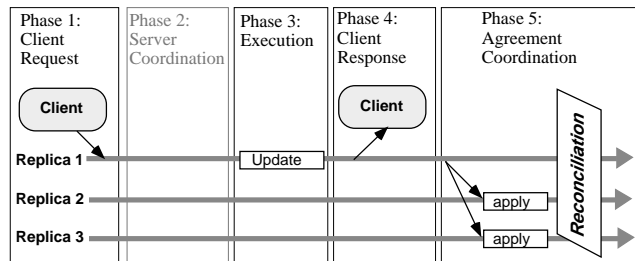 Phase 1:
Client
Request
Phase 2:
Server
Coordination
Phase 3:
Execution
Phase 4:
Client
Response
Phase 5:
Agreement
Coordination
Client
Client
Replica 1
Update
Replica 2
apply
Replica 3
apply
Reconciliation